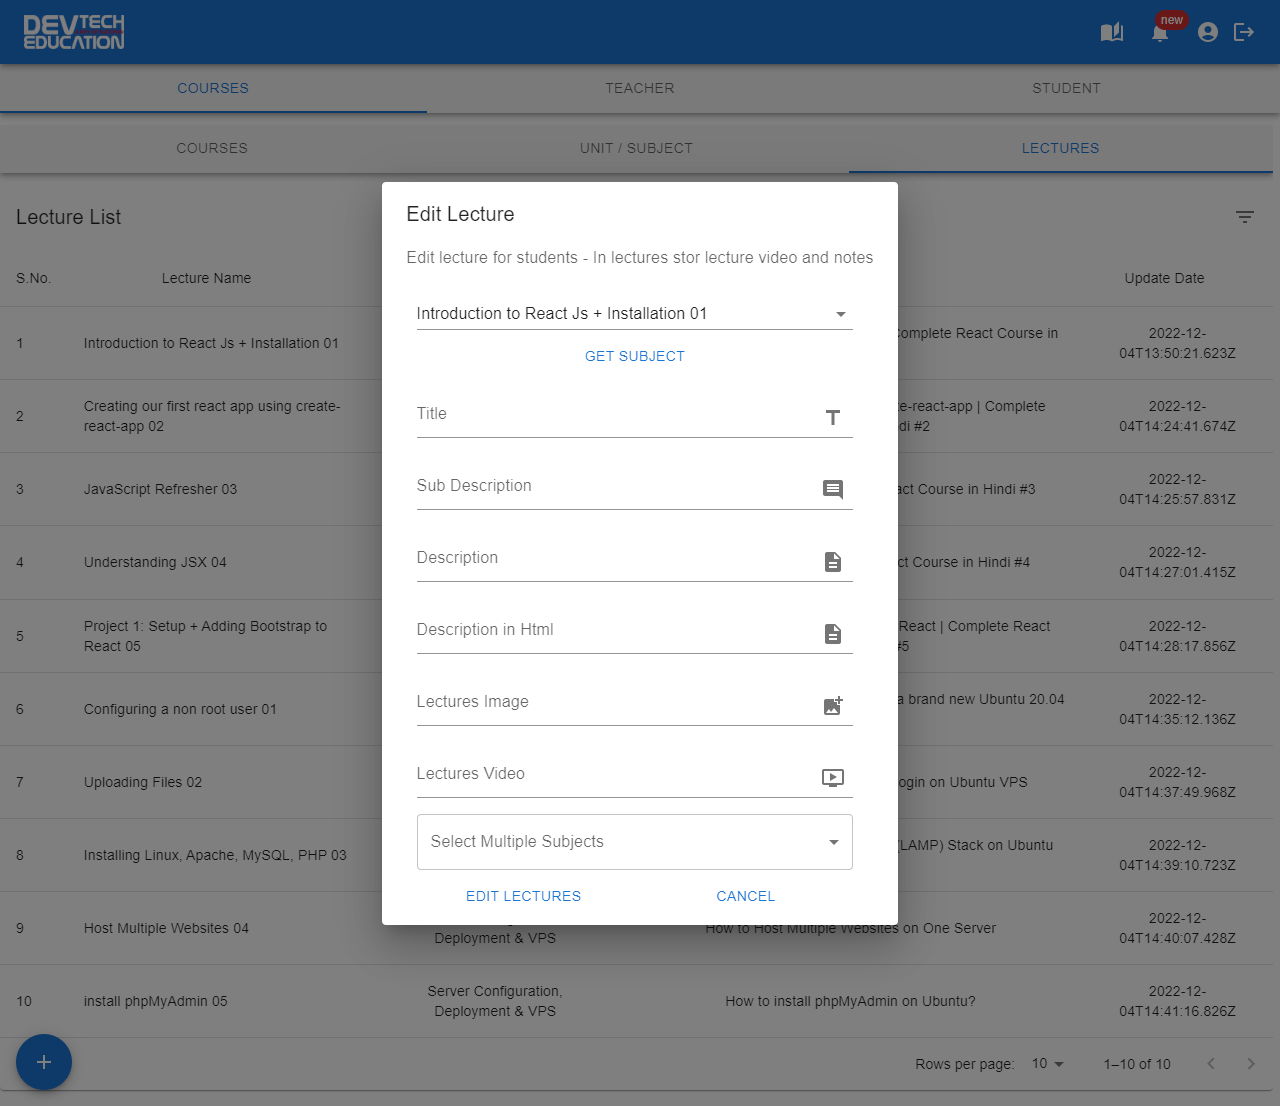 DEVTECH
EDUCATION
new
COURSES TEACHER STUDENT
COURSES UNIT / SUBJECT LECTURES
Lecture List
S.No. Lecture Name Update Date
1 Introduction to React Js + Installation 01 Complete React Course in 2022-12-
04T13:50:21.623Z
2 Creating our first react app using create- te-react-app | Complete 2022-12-
react-app 02 di #2 04T14:24:41.674Z
3 JavaScript Refresher 03 act Course in Hindi #3 2022-12-
04T14:25:57.831Z
4 Understanding JSX 04 ct Course in Hindi #4 2022-12-
04T14:27:01.415Z
5 Project 1: Setup + Adding Bootstrap to React | Complete React 2022-12-
React 05 #5 04T14:28:17.856Z
6 Configuring a non root user 01 a brand new Ubuntu 20.04 2022-12-
04T14:35:12.136Z
7 Uploading Files 02 ogin on Ubuntu VPS 2022-12-
04T14:37:49.968Z
8 Installing Linux, Apache, MySQL, PHP 03 (LAMP) Stack on Ubuntu 2022-12-
04T14:39:10.723Z
9 Host Multiple Websites 04 Deployment & VPS How to Host Multiple Websites on One Server 2022-12-
04T14:40:07.428Z
10 install phpMyAdmin 05 Server Configuration, How to install phpMyAdmin on Ubuntu? 2022-12-
Deployment & VPS 04T14:41:16.826Z
Rows per page: 10 1–10 of 10
Edit Lecture
Edit lecture for students - In lectures stor lecture video and notes
Introduction to React Js + Installation 01
GET SUBJECT
Title
Sub Description
Description
Description in Html
Lectures Image
Lectures Video
Select Multiple Subjects
EDIT LECTURES CANCEL